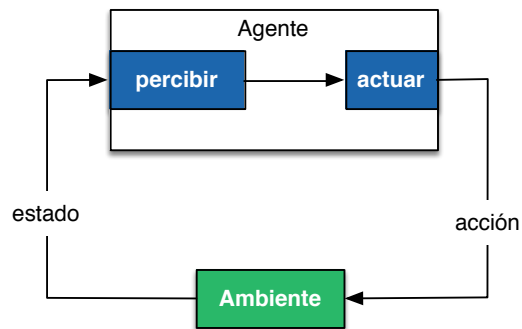 Agente
percibir
actuar
estado
acción
Ambiente